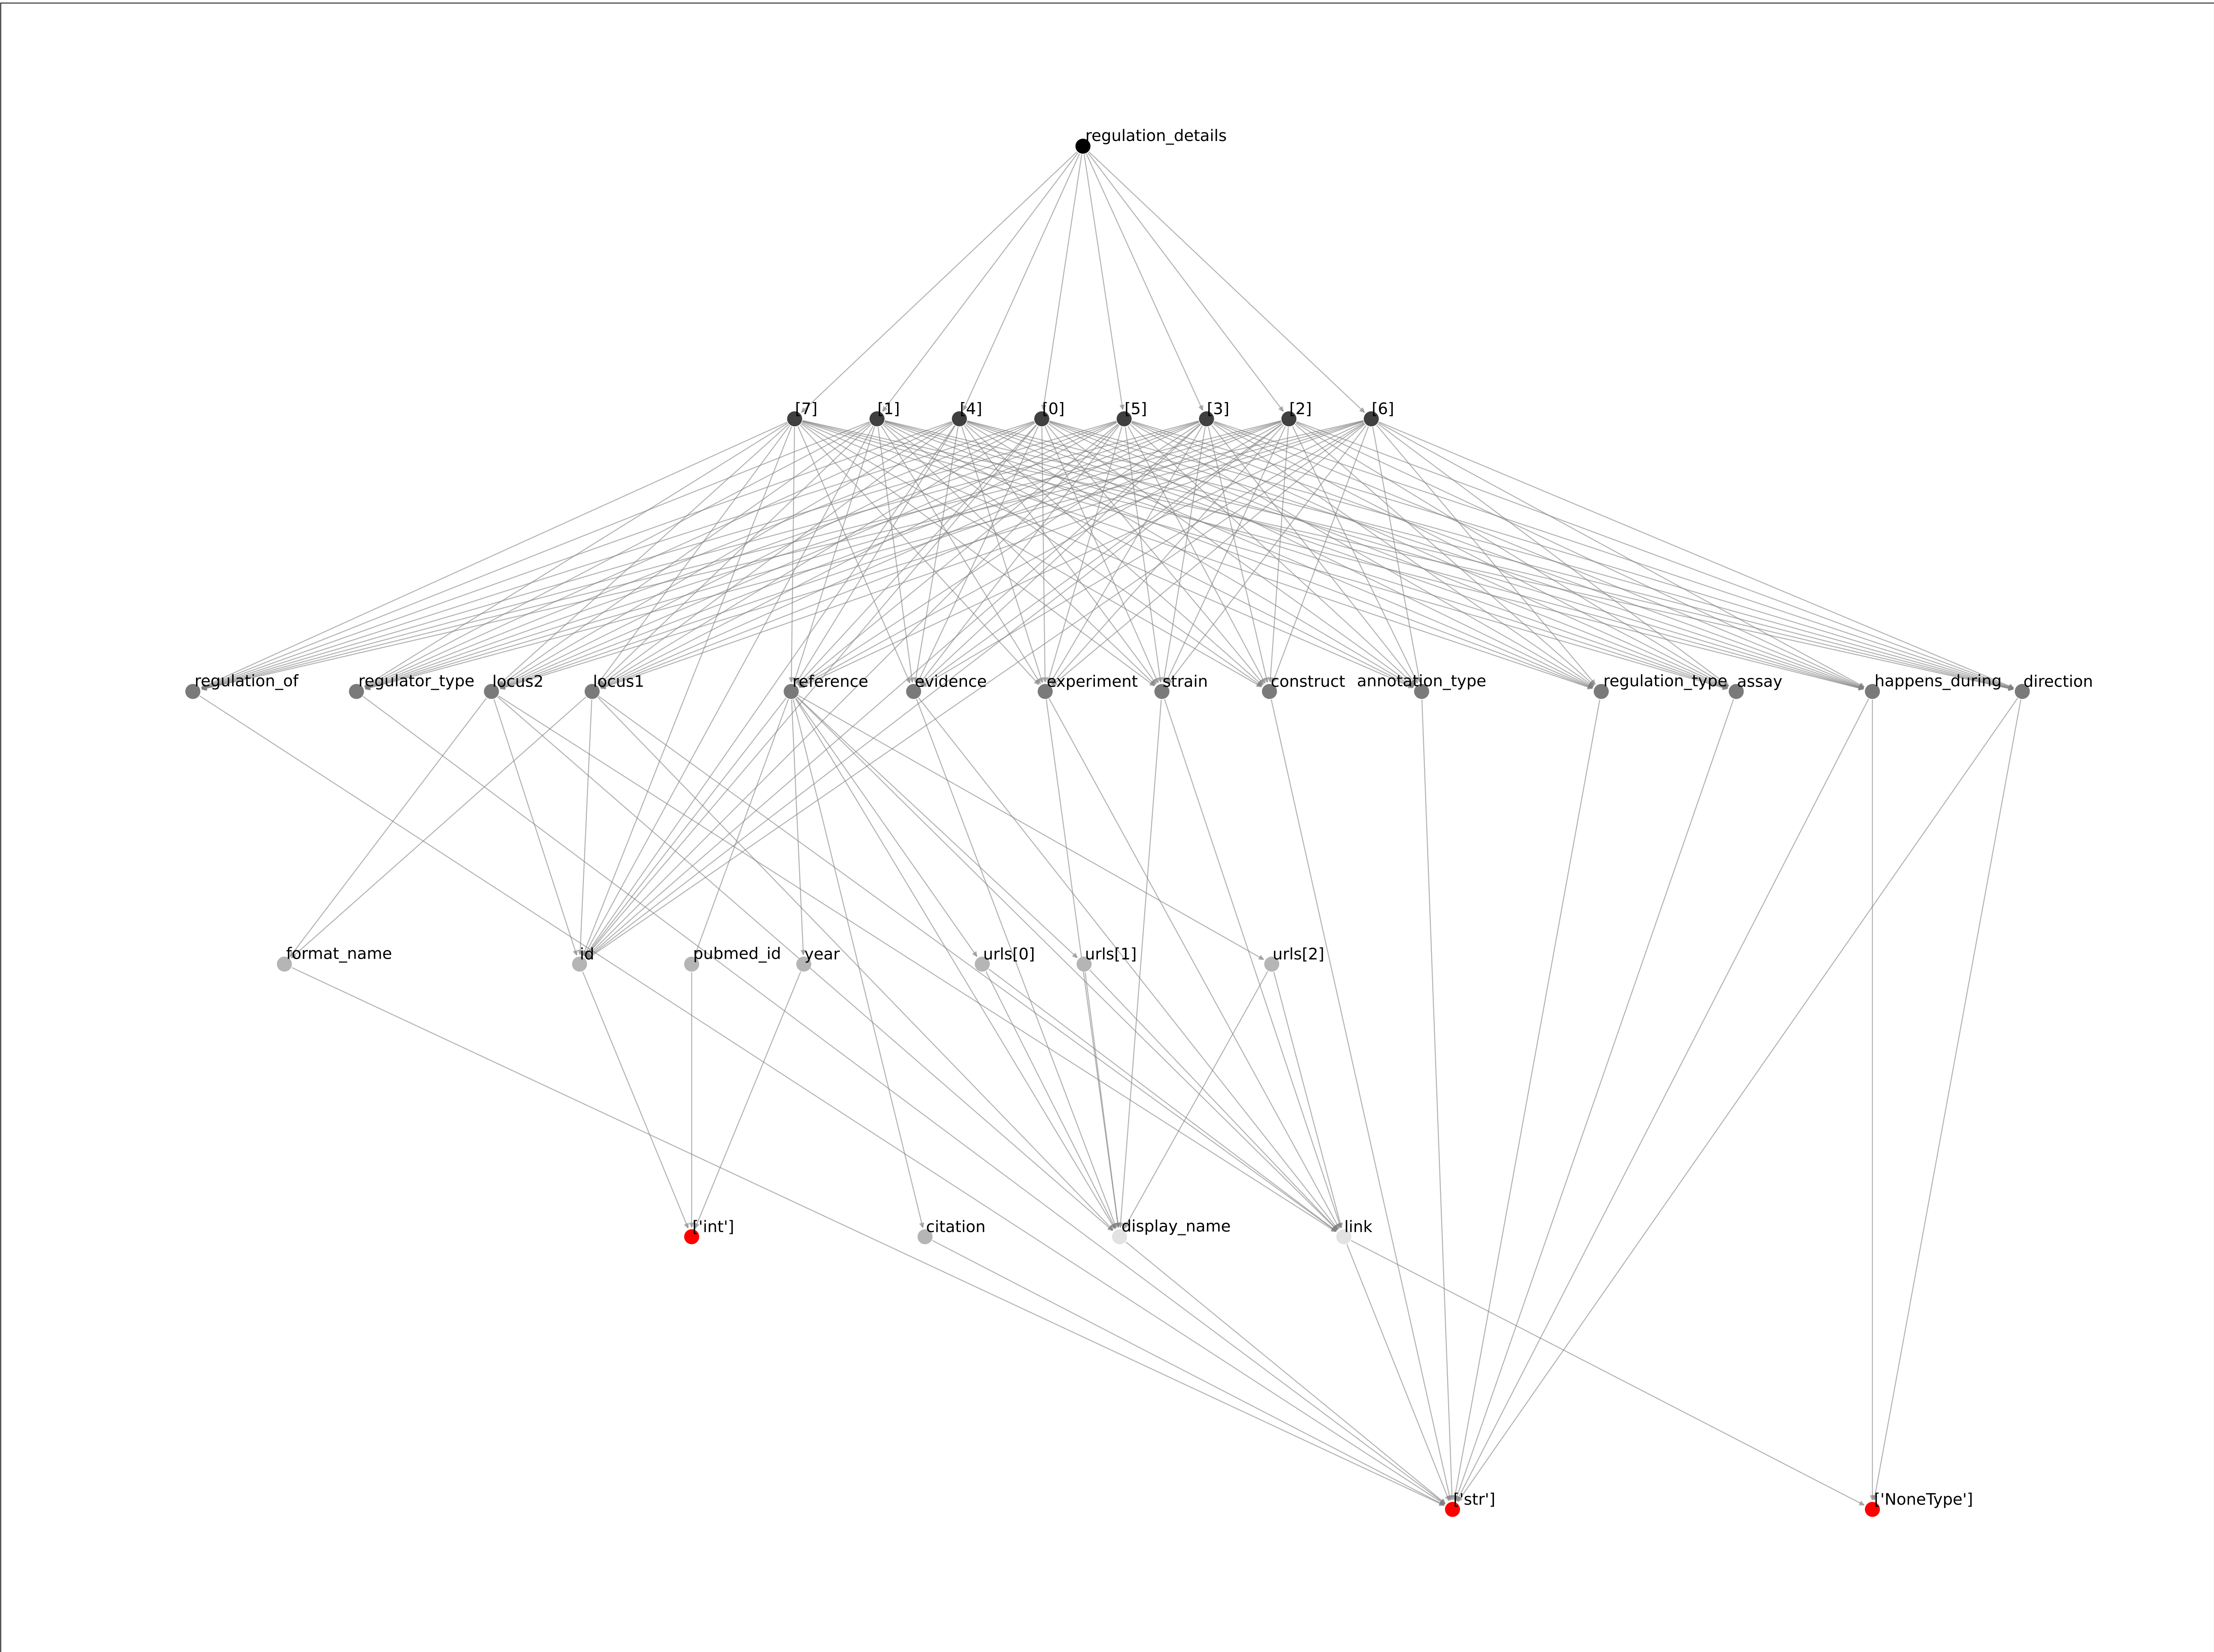 regulation_details
[7]
[1]
[4]
[0]
[5]
[3]
[2]
[6]
regulation_of
regulator_type
locus2
locus1
reference
evidence
experiment
strain
construct
annotation_type
regulation_type
assay
happens_during
direction
format_name
id
pubmed_id
year
urls[0]
urls[1]
urls[2]
['int']
citation
display_name
link
['str']
['NoneType']